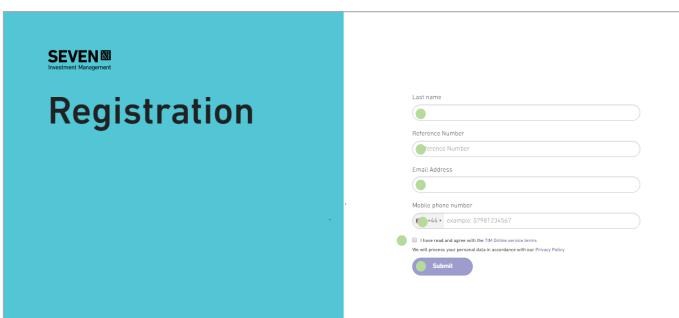 SEVEN
Investment Management
Registration
Last name
Reference Number
erence Number
Email Address
Mobile phone number
+44 example: 07981234567
I have read and agree with the 7IM Online service terms
We will process your personal data in accordance with our Privacy Policy
Submit